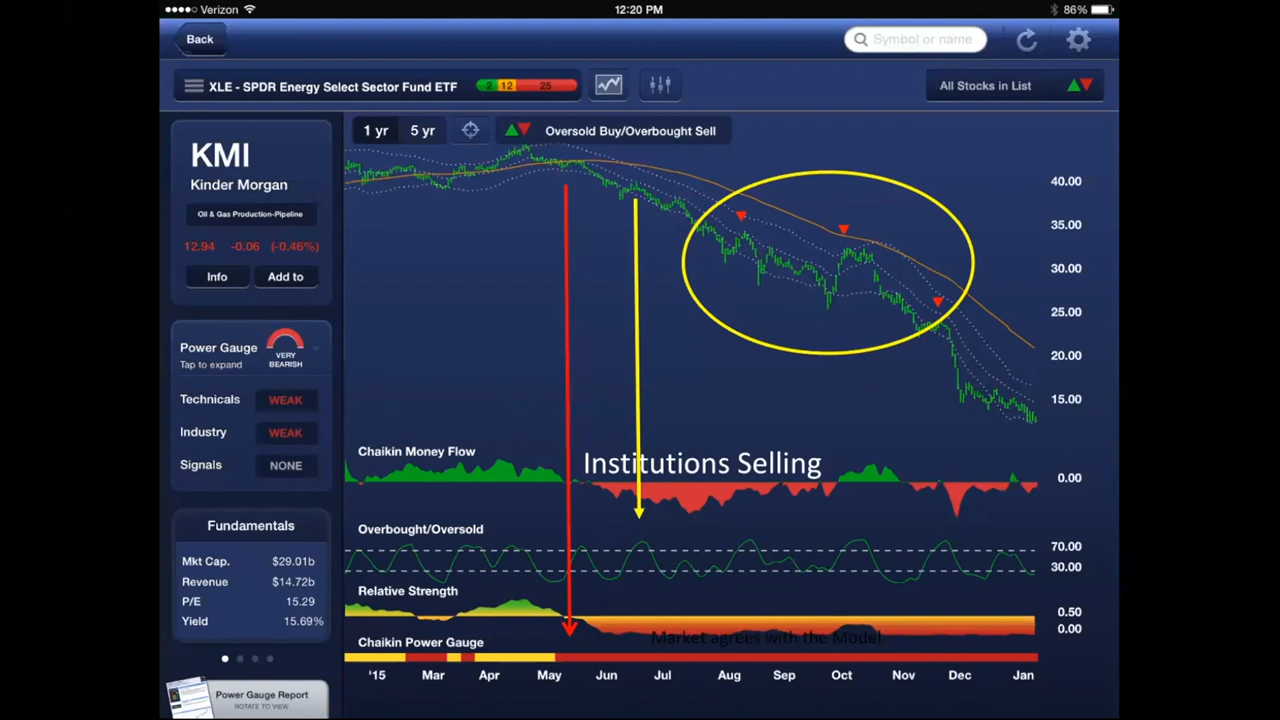 Verizon 12:20 PM 86%
Back Symbol or name
XLE - SPDR Energy Select Sector Fund ETF 2 12 25 All Stocks in List
1 yr 5 yr Oversold Buy/Overbought Sell
KMI
Kinder Morgan
Oil & Gas Production-Pipeline
12.94 -0.06 (-0.46%)
Info Add to
Power Gauge
Tap to expand
VERY
BEARISH
Technicals WEAK
Industry WEAK
Signals NONE
Fundamentals
Mkt Cap. $29.01b
Revenue $14.72b
P/E 15.29
Yield 15.69%
Power Gauge Report
ROTATE TO VIEW
40.00
35.00
30.00
25.00
20.00
15.00
Chaikin Money Flow
Institutions Selling
0.00
Overbought/Oversold
70.00
30.00
Relative Strength
0.50
0.00
Market agrees with the Model
Chaikin Power Gauge
'15 Mar Apr May Jun Jul Aug Sep Oct Nov Dec Jan